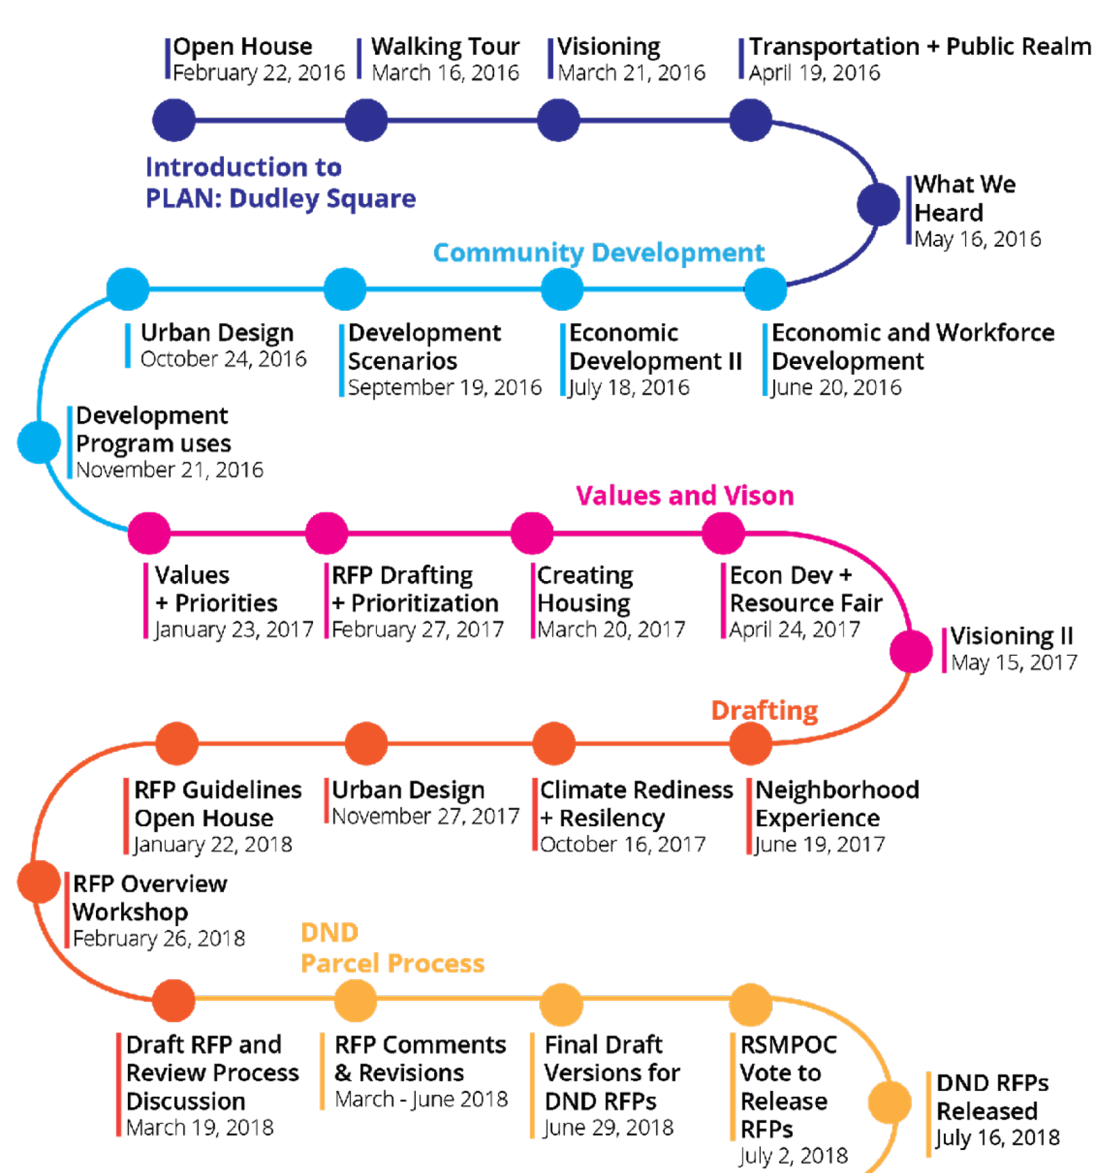 Open House
February 22, 2016
Walking Tour
March 16, 2016
Visioning
March 21, 2016
Transportation + Public Realm
April 19, 2016
Introduction to
PLAN: Dudley Square
What We
Heard
May 16, 2016
Community Development
Economic and Workforce
Development
June 20, 2016
Economic
Development II
July 18, 2016
Development
Scenarios
September 19, 2016
Urban Design
October 24, 2016
Development
Program uses
November 21, 2016
Values and Vison
Values
+ Priorities
January 23, 2017
RFP Drafting
+ Prioritization
February 27, 2017
Creating
Housing
March 20, 2017
Econ Dev +
Resource Fair
April 24, 2017
Visioning II
May 15, 2017
Drafting
Neighborhood
Experience
June 19, 2017
Climate Rediness
+ Resilency
October 16, 2017
Urban Design
November 27, 2017
RFP Guidelines
Open House
January 22, 2018
RFP Overview
Workshop
February 26, 2018
DND
Parcel Process
Draft RFP and
Review Process
Discussion
March 19, 2018
RFP Comments
& Revisions
March - June 2018
Final Draft
Versions for
DND RFPs
June 29, 2018
RSMPOC
Vote to
Release
RFPs
July 2, 2018
DND RFPs
Released
July 16, 2018